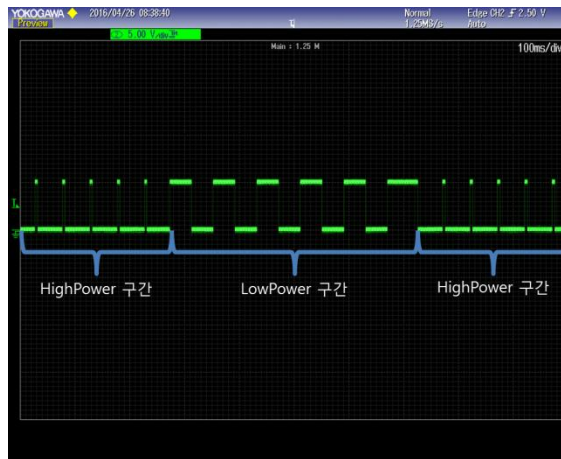 YOKOGAWA 2016/04/26 08:38:40 Normal Edge CH2 2.50 V
Preview 1.25MS/s Auto
2 5.00 V/div
Main : 1.25 M 100ms/div
HighPower 구간 LowPower 구간 HighPower 구간